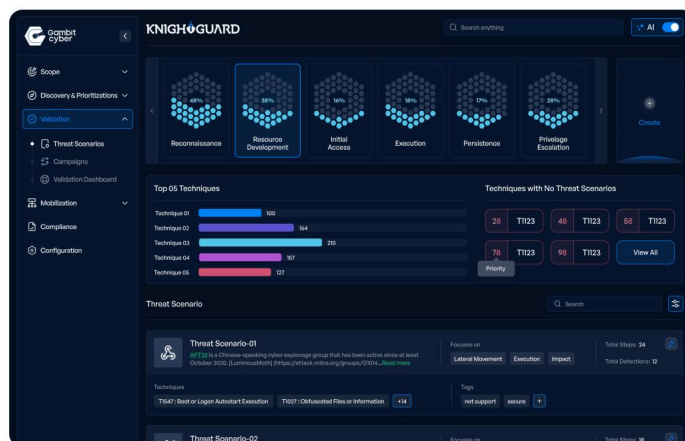 Gambit
cyber
KNIGHTGUARD
Search anything
AI
Scope
Discovery & Prioritizations
Validation
Threat Scenarios
Campaigns
Validation Dashboard
Mobilization
Compliance
Configuration
48%
Reconnaissance
38%
Resource
Development
16%
Initial
Access
18%
Execution
17%
Persistence
28%
Privelage
Escalation
Create
Top 05 Techniques
Technique 01 100
Technique 02 164
Technique 03 210
Technique 04 157
Technique 05 127
Techniques with No Threat Scenarios
28 T1123
48 T1123
58 T1123
78 T1123
98 T1123
View All
Priority
Threat Scenario
Search
Threat Scenario-01
APT28 is a Chinese-speaking cyber espionage group that has been active since at least
October 2020. [LuminousMoth] (https://attack.mitre.org/groups/G1014...Read more
Focuses on
Lateral Movement Execution Impact
Total Steps: 24
Total Detections: 12
Techniques
T1547 : Boot or Logon Autostart Execution T1027 : Obfuscated Files or Information +14
Tags
not support secure +
Threat Scenario-02
Focuses on
Total Steps: 18